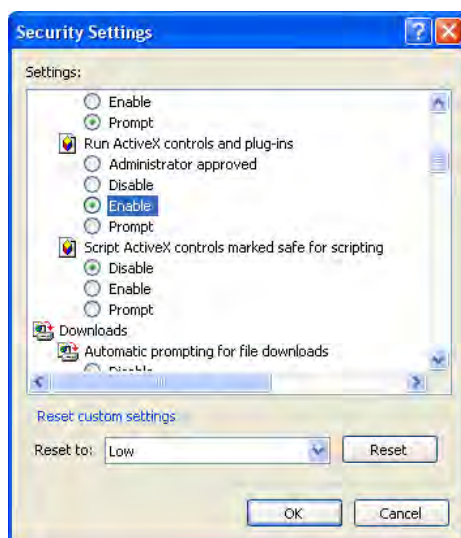 Security Settings
Settings:
Enable
Prompt
Run ActiveX controls and plug-ins
Administrator approved
Disable
Enable
Prompt
Script ActiveX controls marked safe for scripting
Disable
Enable
Prompt
Downloads
Automatic prompting for file downloads
Disable
Reset custom settings
Reset to: Low Reset
OK Cancel